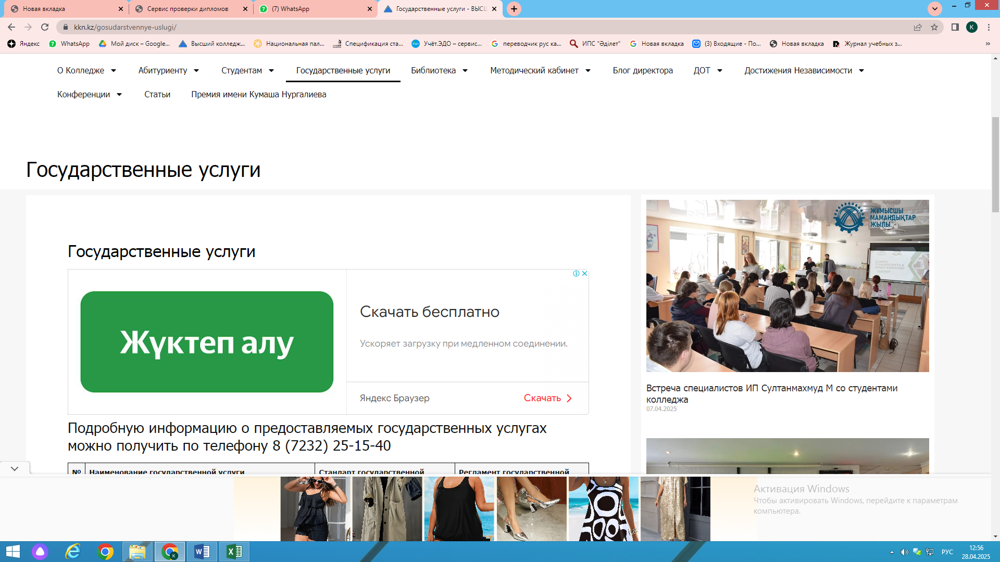 Новая вкладка
Сервис проверки дипломов
(7) WhatsApp
Государственные услуги - ВЫСШ
kkn.kz/gosudarstvennye-uslugi/
Яндекс
WhatsApp
Мой диск – Google...
Высший колледж...
Национальная пал...
Спецификация ста...
Учёт.ЭДО – сервис...
переводчик рус ка...
ИПС "Әділет"
Новая вкладка
(3) Входящие - По...
Новая вкладка
Журнал учебных з...
О Колледже
Абитуриенту
Студентам
Государственные услуги
Библиотека
Методический кабинет
Блог директора
ДОТ
Достижения Независимости
Конференции
Статьи
Премия имени Кумаша Нургалиева
Государственные услуги
Государственные услуги
Жүктеп алу
Скачать бесплатно
Ускоряет загрузку при медленном соединении.
Яндекс Браузер
Скачать
Подробную информацию о предоставляемых государственных услугах
можно получить по телефону 8 (7232) 25-15-40
№
Наименование государственной услуги
Стандарт государственной
Регламент государственной
ЖҰМЫСШЫ
МАМАНДЫҚТАР
ЖЫЛЫ
ДОБРО
ПОЖАЛОВАТЬ В
НАШУ КОМАНДУ
Встреча специалистов ИП Султанмахмуд М со студентами
колледжа
07.04.2025
Активация Windows
Чтобы активировать Windows, перейдите к параметрам
компьютера.
РУС
12:56
28.04.2025